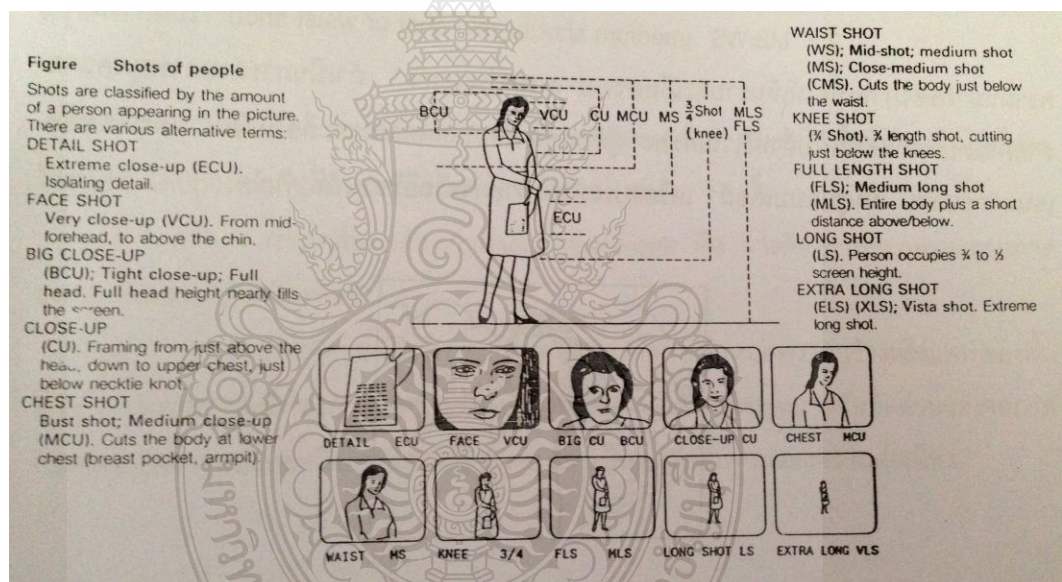 Figure Shots of people
Shots are classified by the amount
of a person appearing in the picture.
There are various alternative terms:
DETAIL SHOT
Extreme close-up (ECU).
Isolating detail.
FACE SHOT
Very close-up (VCU). From mid-
forehead, to above the chin.
BIG CLOSE-UP
(BCU); Tight close-up; Full
head. Full head height nearly fills
the screen.
CLOSE-UP
(CU). Framing from just above the
head, down to upper chest, just
below necktie knot.
CHEST SHOT
Bust shot; Medium close-up
(MCU). Cuts the body at lower
chest (breast pocket, armpit).
BCU VCU CU MCU MS 3/4 Shot (knee) MLS
FLS
ECU
WAIST SHOT
(WS); Mid-shot; medium shot
(MS); Close-medium shot
(CMS). Cuts the body just below
the waist.
KNEE SHOT
(¾ Shot). ¾ length shot, cutting
just below the knees.
FULL LENGTH SHOT
(FLS); Medium long shot
(MLS). Entire body plus a short
distance above/below.
LONG SHOT
(LS). Person occupies ¾ to ⅓
screen height.
EXTRA LONG SHOT
(ELS) (XLS); Vista shot. Extreme
long shot.
DETAIL ECU FACE VCU BIG CU BCU CLOSE-UP CU CHEST MCU
WAIST MS KNEE 3/4 FLS MLS LONG SHOT LS EXTRA LONG VLS